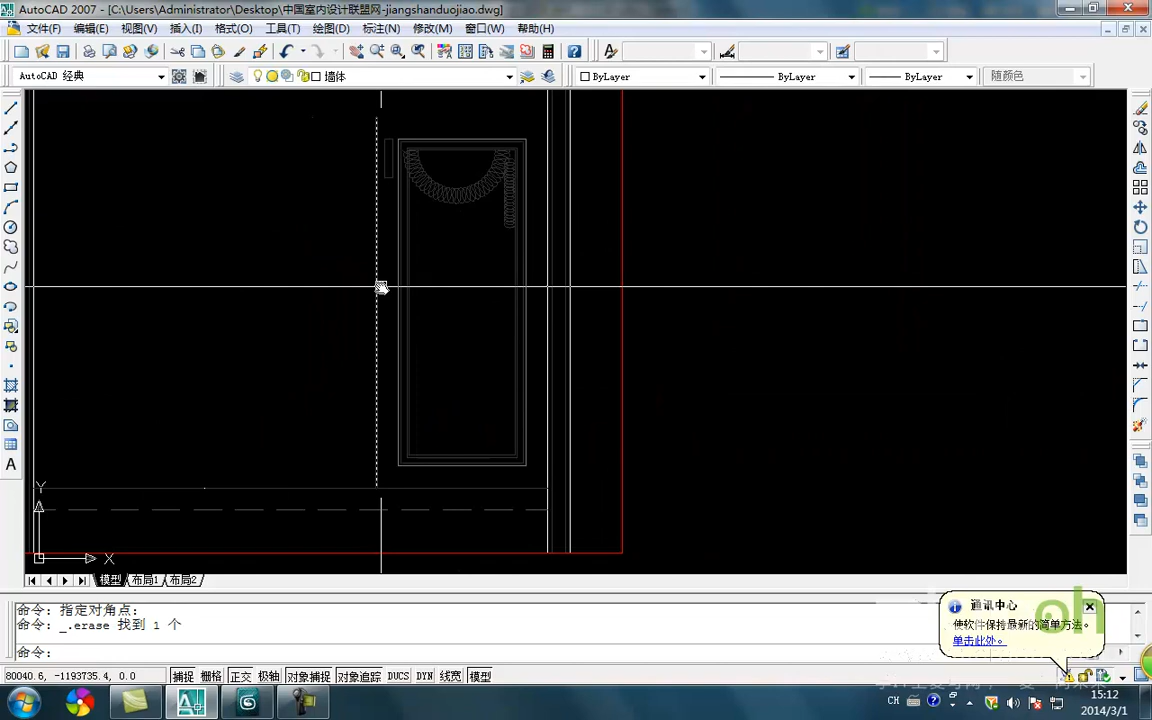 AutoCAD 2007 - [C:\Users\Administrator\Desktop\中国室内设计联盟网-jiangshanduojiao.dwg]
文件(F) 编辑(E) 视图(V) 插入(I) 格式(O) 工具(T) 绘图(D) 标注(N) 修改(M) 窗口(W) 帮助(H)
AutoCAD 经典 墙体 ByLayer ByLayer ByLayer 随颜色
Y
X
模型 布局1 布局2
命令: 指定对角点:
命令: _.erase 找到 1 个
命令:
通讯中心
使软件保持最新的简单方法。
单击此处。
oh
80040.6, -1193735.4, 0.0 捕捉 栅格 正交 极轴 对象捕捉 对象追踪 DUCS DYN 线宽 模型
CH
15:12
2014/3/1